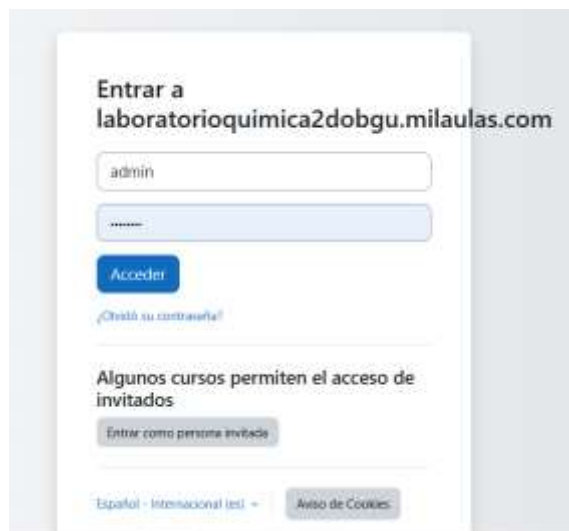 Entrar a
laboratorioquimica2dobgu.milaulas.com
admin
Acceder
¿Olvidó su contraseña?
Algunos cursos permiten el acceso de
invitados
Entrar como persona invitada
Español - Internacional (es)
Aviso de Cookies